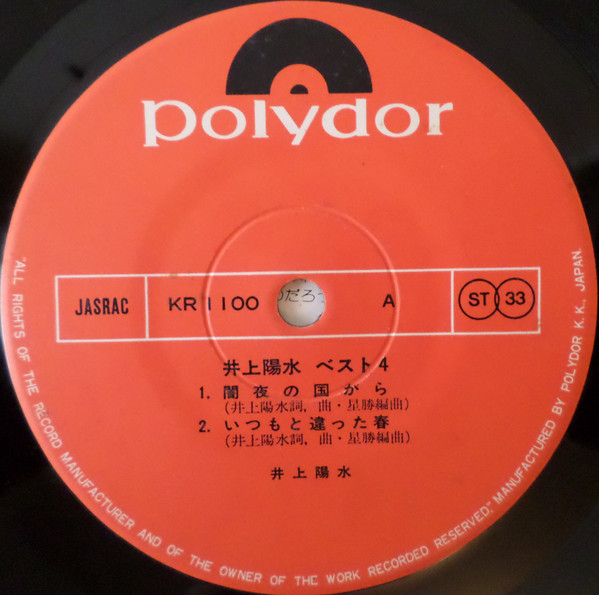 polydor
JASRAC KR 1100 A ST 33
だろ
井上陽水 ベスト4
1. 闇夜の国から
(井上陽水詞, 曲・星勝編曲)
2. いつもと違った春
(井上陽水詞, 曲・星勝編曲)
井上陽水
"ALL RIGHTS OF THE RECORD MANUFACTURER AND OF THE OWNER OF THE WORK RECORDED RESERVED," MANUFACTURED BY POLYDOR K. K., JAPAN.